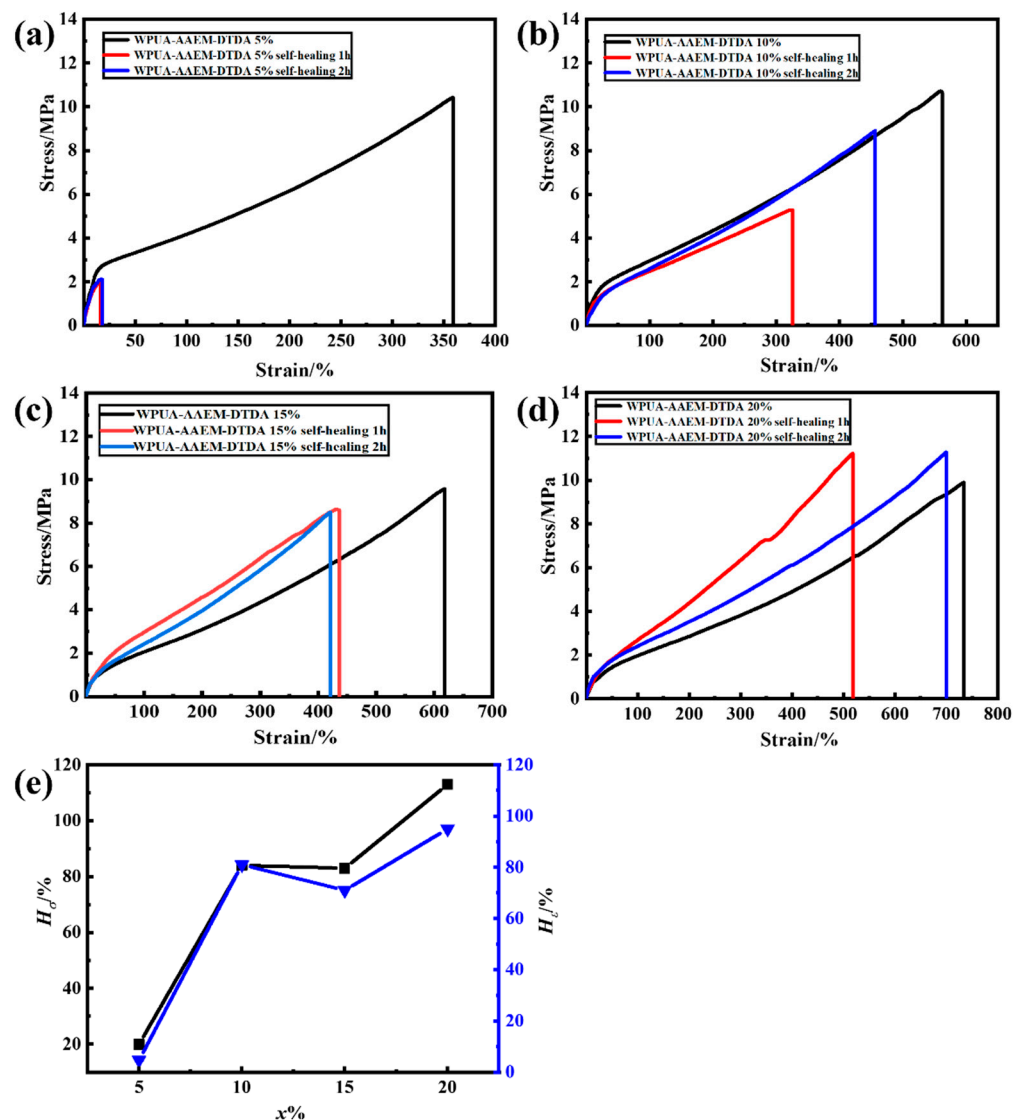 (a)
WPUA-AAEM-DTDA 5%
WPUA-AAEM-DTDA 5% self-healing 1h
WPUA-AAEM-DTDA 5% self-healing 2h
Stress/MPa
14
12
10
8
6
4
2
0
50
100
150
200
250
300
350
400
Strain/%
(b)
WPUA-AAEM-DTDA 10%
WPUA-AAEM-DTDA 10% self-healing 1h
WPUA-AAEM-DTDA 10% self-healing 2h
Stress/MPa
14
12
10
8
6
4
2
0
0
100
200
300
400
500
600
Strain/%
(c)
WPUA-AAEM-DTDA 15%
WPUA-AAEM-DTDA 15% self-healing 1h
WPUA-AAEM-DTDA 15% self-healing 2h
Stress/MPa
14
12
10
8
6
4
2
0
0
100
200
300
400
500
600
700
Strain/%
(d)
WPUA-AAEM-DTDA 20%
WPUA-AAEM-DTDA 20% self-healing 1h
WPUA-AAEM-DTDA 20% self-healing 2h
Stress/MPa
14
12
10
8
6
4
2
0
100
200
300
400
500
600
700
800
Strain/%
(e)
Hσ/%
120
100
80
60
40
20
120
100
80
60
40
20
0
5
10
15
20
x%